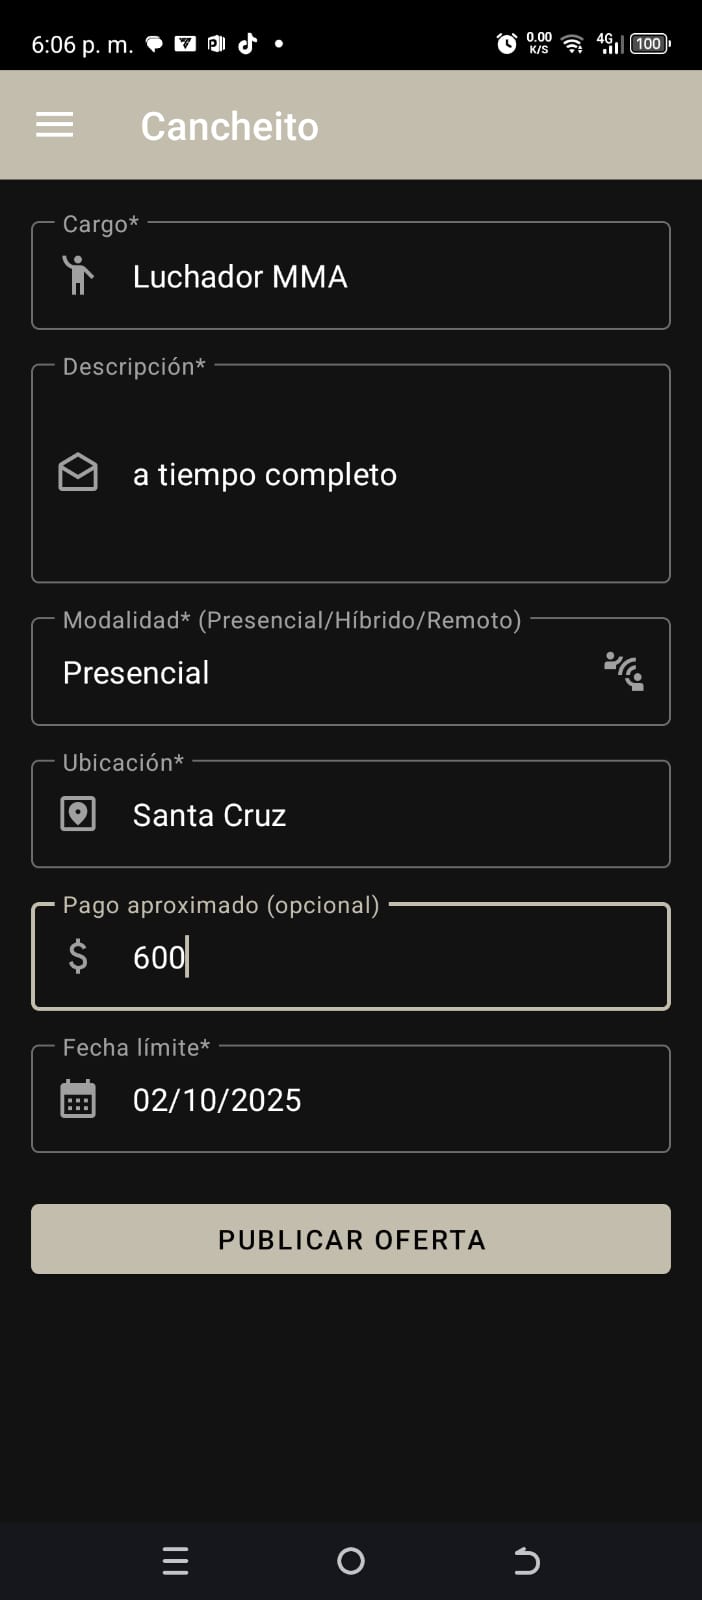 6:06 p. m.
0.00
K/S
4G
100
Cancheito
Cargo*
Luchador MMA
Descripción*
a tiempo completo
Modalidad* (Presencial/Híbrido/Remoto)
Presencial
Ubicación*
Santa Cruz
Pago aproximado (opcional)
$ 600
Fecha límite*
02/10/2025
PUBLICAR OFERTA